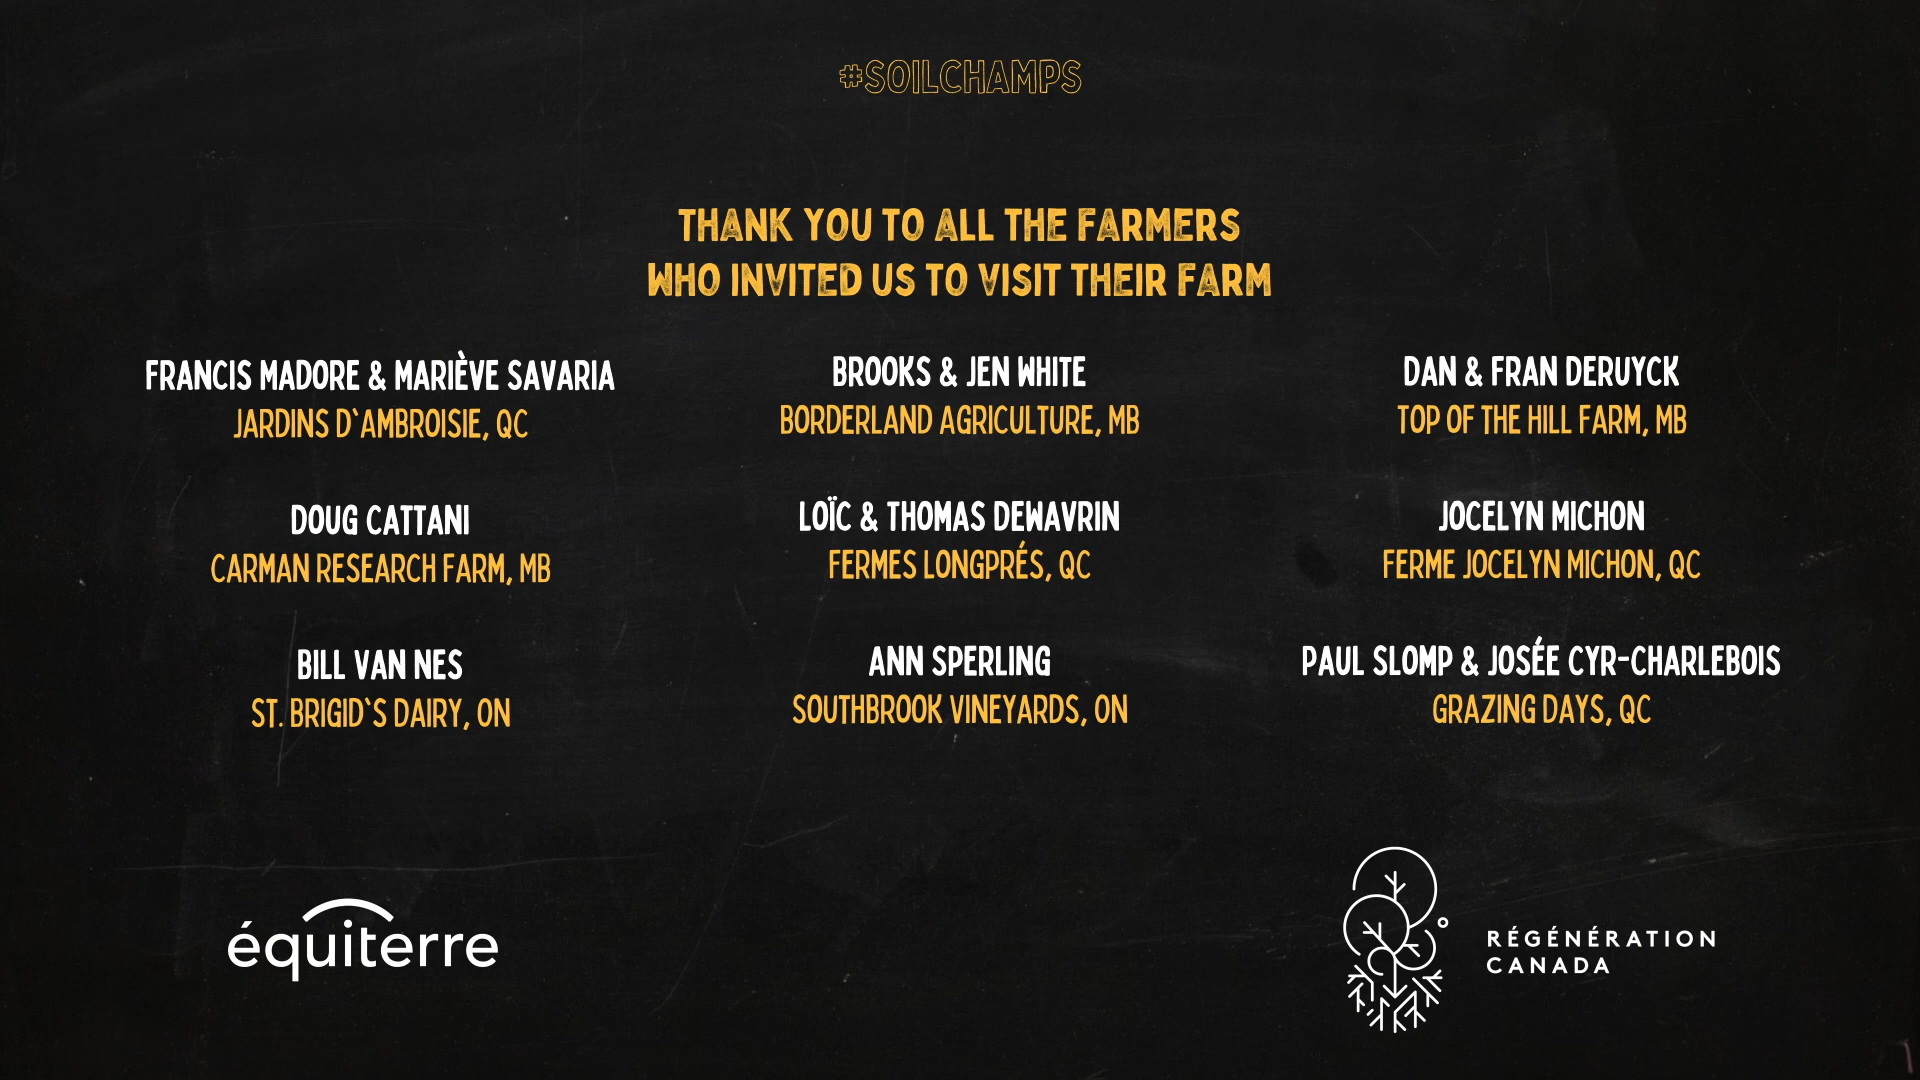 #SOILCHAMPS
THANK YOU TO ALL THE FARMERS
WHO INVITED US TO VISIT THEIR FARM
FRANCIS MADORE & MARIÈVE SAVARIA
JARDINS D`AMBROISIE, QC
BROOKS & JEN WHITE
BORDERLAND AGRICULTURE, MB
DAN & FRAN DERUYCK
TOP OF THE HILL FARM, MB
DOUG CATTANI
CARMAN RESEARCH FARM, MB
LOÏC & THOMAS DEWAVRIN
FERMES LONGPRÉS, QC
JOCELYN MICHON
FERME JOCELYN MICHON, QC
BILL VAN NES
ST. BRIGID`S DAIRY, ON
ANN SPERLING
SOUTHBROOK VINEYARDS, ON
PAUL SLOMP & JOSÉE CYR-CHARLEBOIS
GRAZING DAYS, QC
équiterre
RÉGÉNÉRATION
CANADA